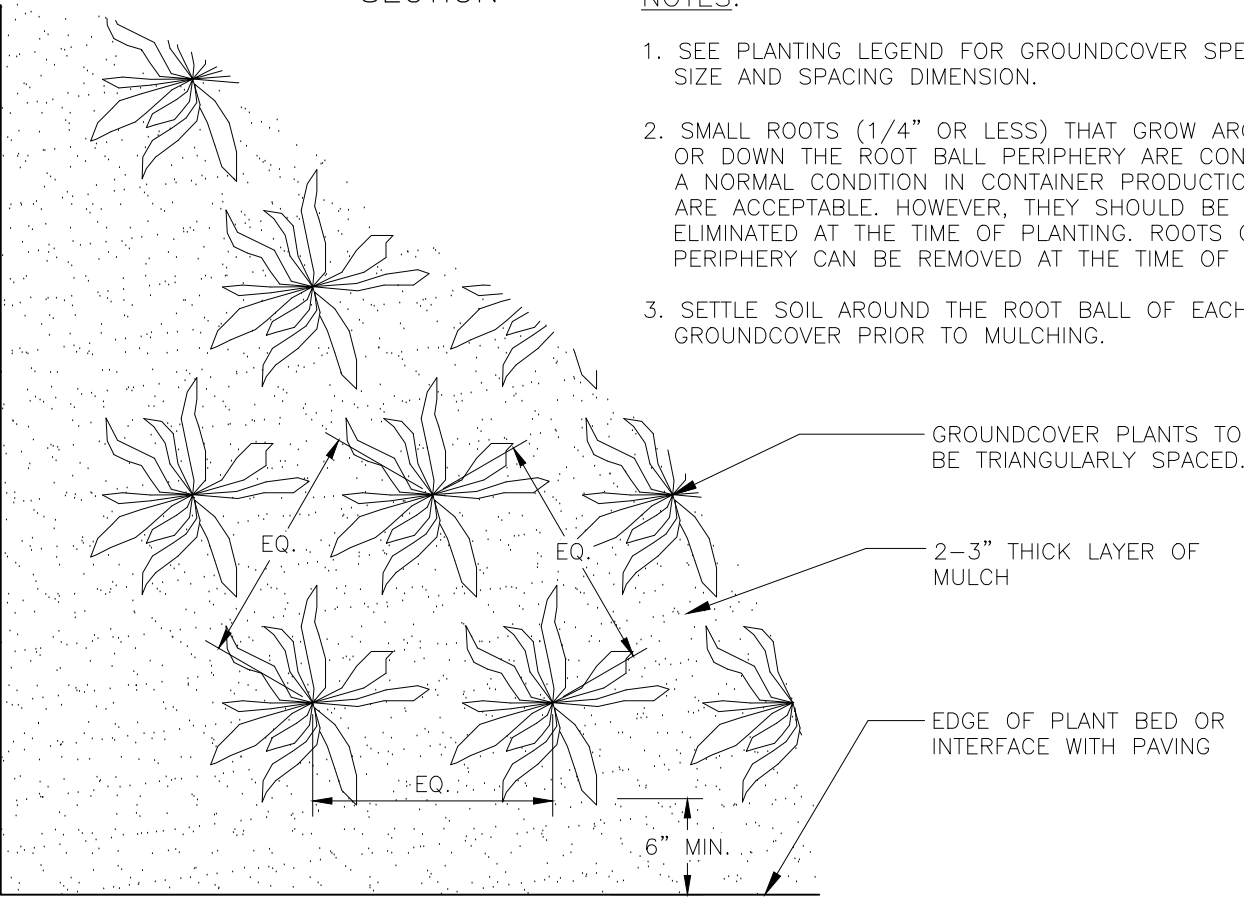 SECTION
NOTES:
1. SEE PLANTING LEGEND FOR GROUNDCOVER SPE
SIZE AND SPACING DIMENSION.
2. SMALL ROOTS (1/4" OR LESS) THAT GROW ARO
OR DOWN THE ROOT BALL PERIPHERY ARE CON
A NORMAL CONDITION IN CONTAINER PRODUCTIO
ARE ACCEPTABLE. HOWEVER, THEY SHOULD BE
ELIMINATED AT THE TIME OF PLANTING. ROOTS O
PERIPHERY CAN BE REMOVED AT THE TIME OF
3. SETTLE SOIL AROUND THE ROOT BALL OF EACH
GROUNDCOVER PRIOR TO MULCHING.
GROUNDCOVER PLANTS TO
BE TRIANGULARLY SPACED.
EQ.
EQ.
2-3" THICK LAYER OF
MULCH
EDGE OF PLANT BED OR
INTERFACE WITH PAVING
EQ.
6" MIN.